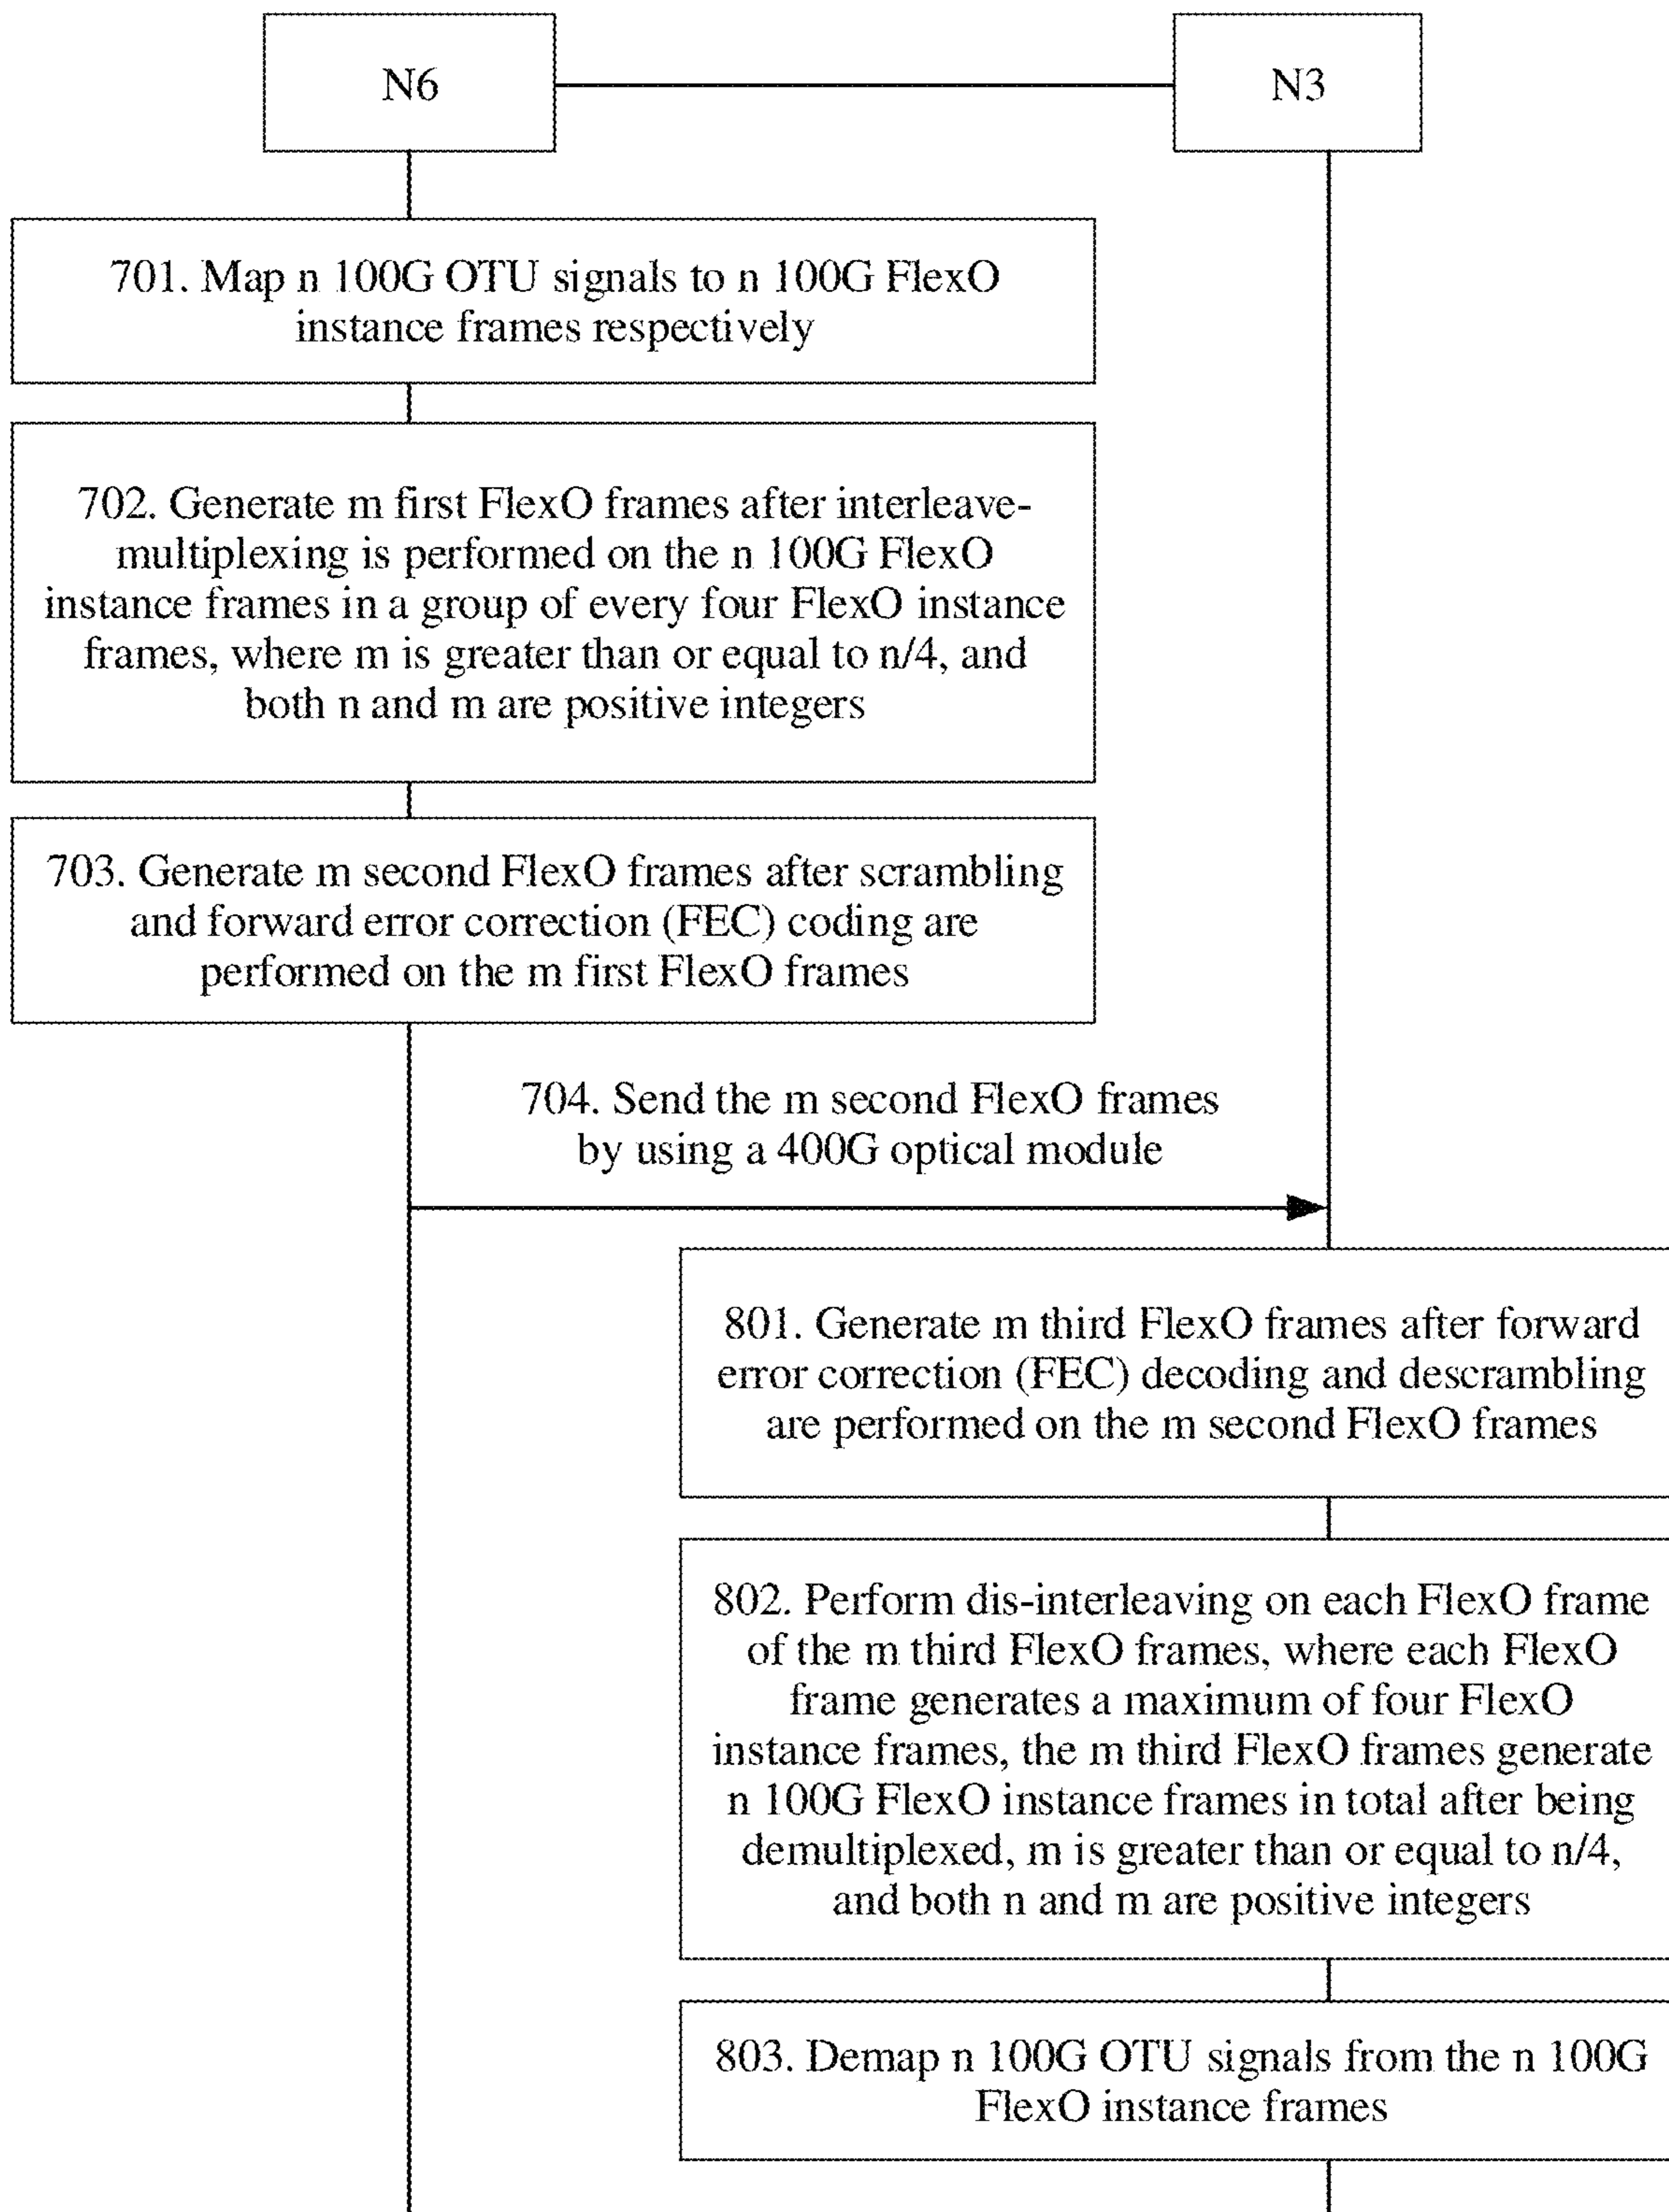 N6
N3
701. Map n 100G OTU signals to n 100G FlexO
instance frames respectively
702. Generate m first FlexO frames after interleave-
multiplexing is performed on the n 100G FlexO
instance frames in a group of every four FlexO instance
frames, where m is greater than or equal to n/4, and
both n and m are positive integers
703. Generate m second FlexO frames after scrambling
and forward error correction (FEC) coding are
performed on the m first FlexO frames
704. Send the m second FlexO frames
by using a 400G optical module
801. Generate m third FlexO frames after forward
error correction (FEC) decoding and descrambling
are performed on the m second FlexO frames
802. Perform dis-interleaving on each FlexO frame
of the m third FlexO frames, where each FlexO
frame generates a maximum of four FlexO
instance frames, the m third FlexO frames generate
n 100G FlexO instance frames in total after being
demultiplexed, m is greater than or equal to n/4,
and both n and m are positive integers
803. Demap n 100G OTU signals from the n 100G
FlexO instance frames